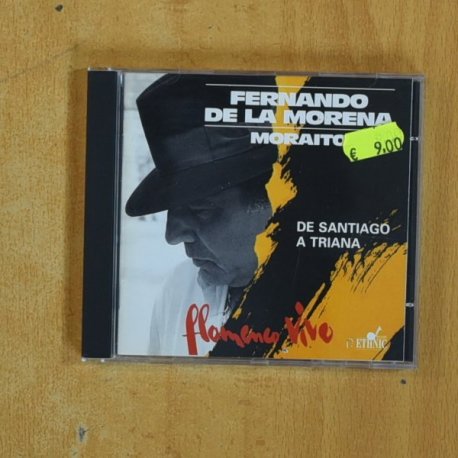 FERNANDO
DE LA MORENA
MORAITO
€ 9,00
DE SANTIAGO
A TRIANA
flamenco vivo
ETHNIC